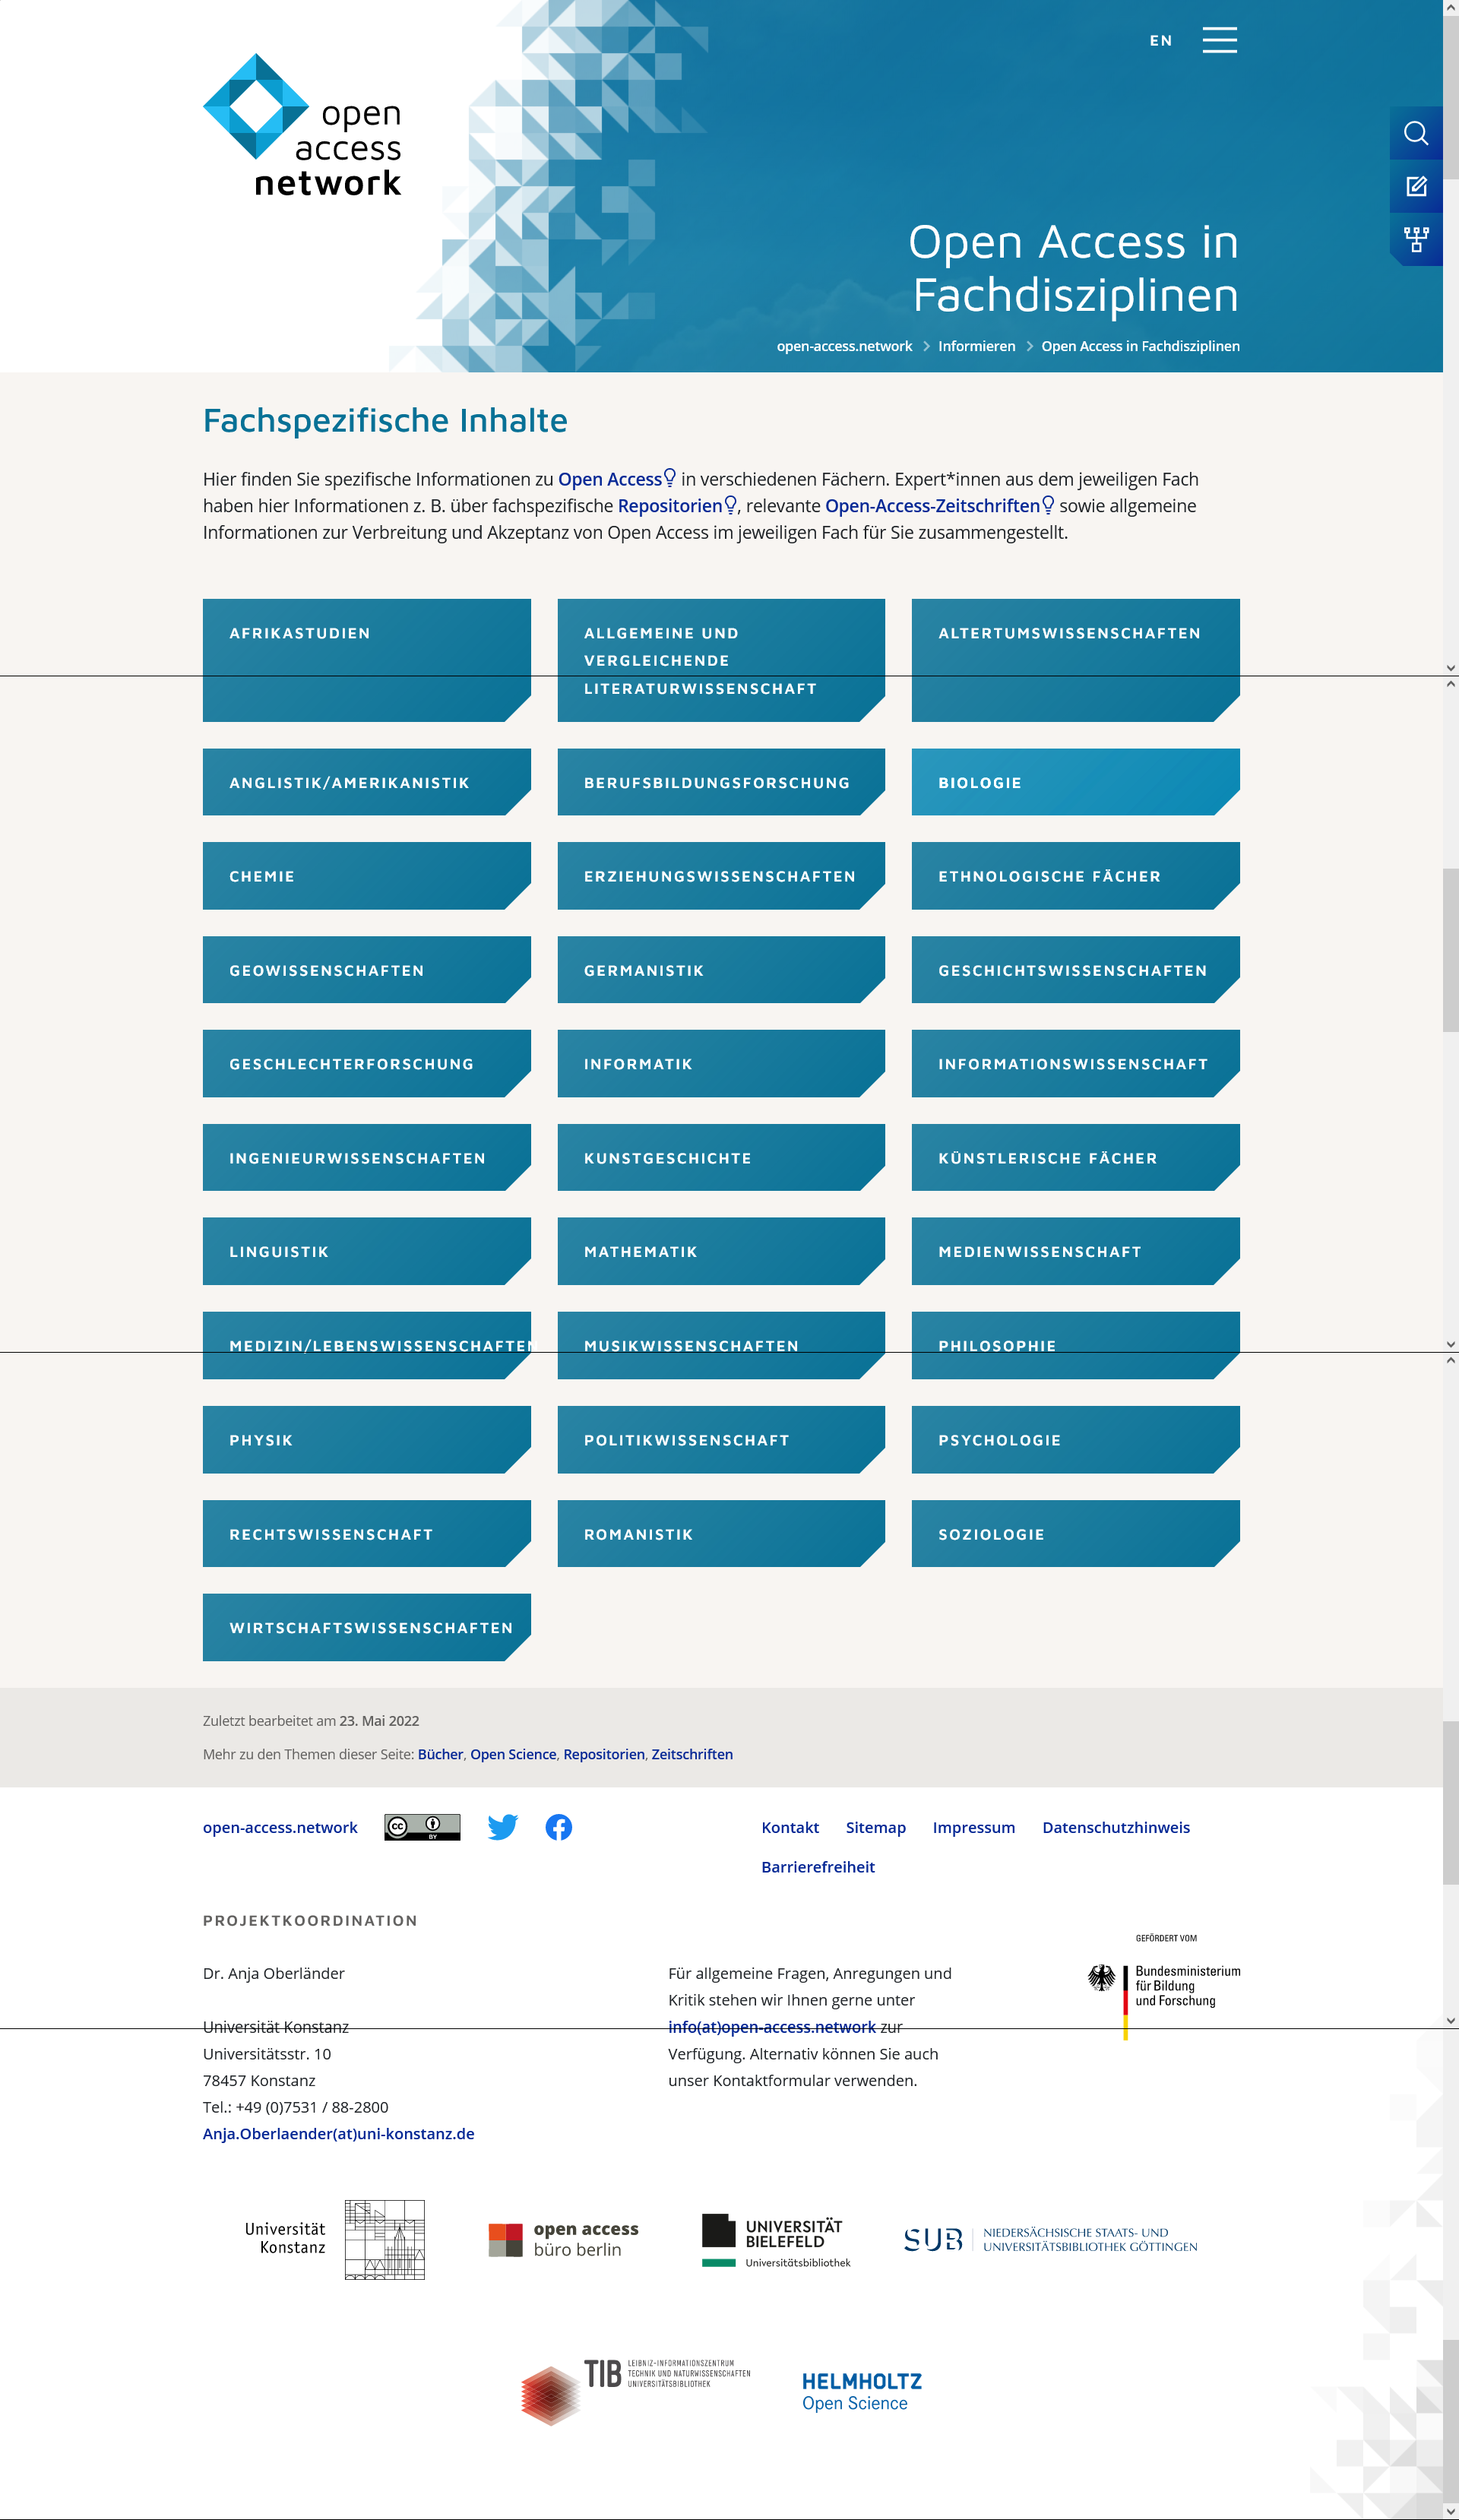 EN
open
access
network
Open Access in
Fachdisziplinen
open-access.network > Informieren > Open Access in Fachdisziplinen
Fachspezifische Inhalte
Hier finden Sie spezifische Informationen zu Open Access in verschiedenen Fächern. Expert*innen aus dem jeweiligen Fach
haben hier Informationen z. B. über fachspezifische Repositorien, relevante Open-Access-Zeitschriften sowie allgemeine
Informationen zur Verbreitung und Akzeptanz von Open Access im jeweiligen Fach für Sie zusammengestellt.
AFRIKASTUDIEN
ALLGEMEINE UND
VERGLEICHENDE
LITERATURWISSENSCHAFT
ALTERTUMSWISSENSCHAFTEN
ANGLISTIK/AMERIKANISTIK
BERUFSBILDUNGSFORSCHUNG
BIOLOGIE
CHEMIE
ERZIEHUNGSWISSENSCHAFTEN
ETHNOLOGISCHE FÄCHER
GEOWISSENSCHAFTEN
GERMANISTIK
GESCHICHTSWISSENSCHAFTEN
GESCHLECHTERFORSCHUNG
INFORMATIK
INFORMATIONSWISSENSCHAFT
INGENIEURWISSENSCHAFTEN
KUNSTGESCHICHTE
KÜNSTLERISCHE FÄCHER
LINGUISTIK
MATHEMATIK
MEDIENWISSENSCHAFT
MEDIZIN/LEBENSWISSENSCHAFTEN
MUSIKWISSENSCHAFTEN
PHILOSOPHIE
PHYSIK
POLITIKWISSENSCHAFT
PSYCHOLOGIE
RECHTSWISSENSCHAFT
ROMANISTIK
SOZIOLOGIE
WIRTSCHAFTSWISSENSCHAFTEN
Zuletzt bearbeitet am 23. Mai 2022
Mehr zu den Themen dieser Seite: Bücher, Open Science, Repositorien, Zeitschriften
open-access.network
cc
BY
Kontakt Sitemap Impressum Datenschutzhinweis
Barrierefreiheit
PROJEKTKOORDINATION
Dr. Anja Oberländer
Universität Konstanz
Universitätsstr. 10
78457 Konstanz
Tel.: +49 (0)7531 / 88-2800
Anja.Oberlaender(at)uni-konstanz.de
Für allgemeine Fragen, Anregungen und
Kritik stehen wir Ihnen gerne unter
info(at)open-access.network zur
Verfügung. Alternativ können Sie auch
unser Kontaktformular verwenden.
GEFÖRDERT VOM
Bundesministerium
für Bildung
und Forschung
Universität
Konstanz
open access
büro berlin
UNIVERSITÄT
BIELEFELD
Universitätsbibliothek
SUB
NIEDERSÄCHSISCHE STAATS- UND
UNIVERSITÄTSBIBLIOTHEK GÖTTINGEN
TIB
LEIBNIZ-INFORMATIONSZENTRUM
TECHNIK UND NATURWISSENSCHAFTEN
UNIVERSITÄTSBIBLIOTHEK
HELMHOLTZ
Open Science